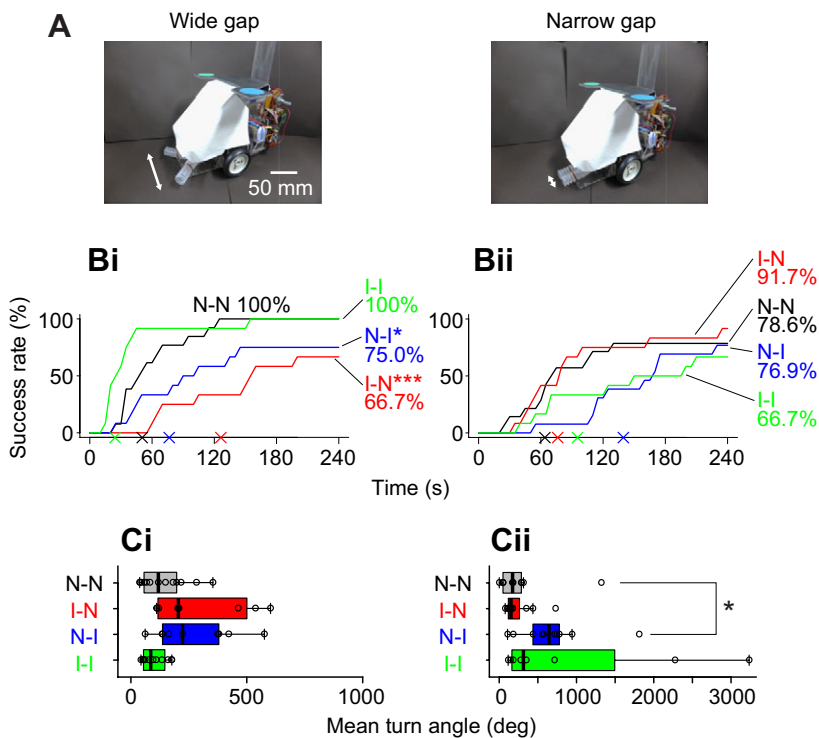 A
Wide gap
Narrow gap
50 mm
Bi
Bii
Success rate (%)
100
50
0
N-N 100%
I-I
100%
N-I*
75.0%
I-N***
66.7%
0
60
120
180
240
100
50
0
I-N
91.7%
N-N
78.6%
N-I
76.9%
I-I
66.7%
0
60
120
180
240
Time (s)
Ci
Cii
N-N
I-N
N-I
I-I
0
500
1000
N-N
I-N
N-I
I-I
*
0
1000
2000
3000
Mean turn angle (deg)